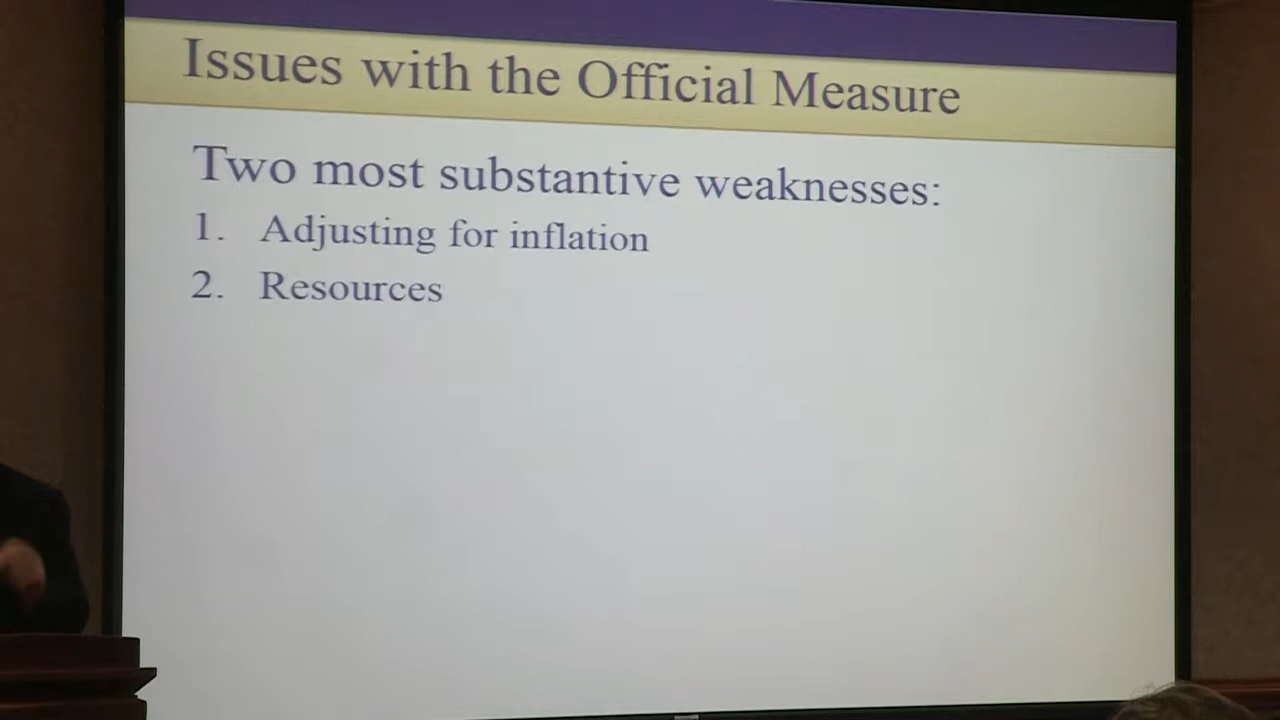 Issues with the Official Measure
Two most substantive weaknesses:
1. Adjusting for inflation
2. Resources